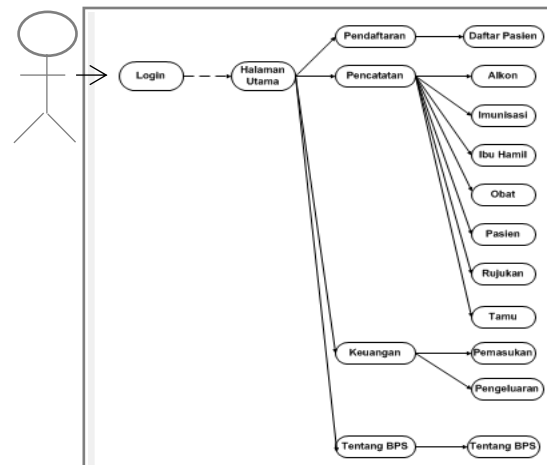 Pendaftaran
Daftar Pasien
Login
Halaman
Utama
Pencatatan
Alkon
Imunisasi
Ibu Hamil
Obat
Pasien
Rujukan
Tamu
Keuangan
Pemasukan
Pengeluaran
Tentang BPS
Tentang BPS